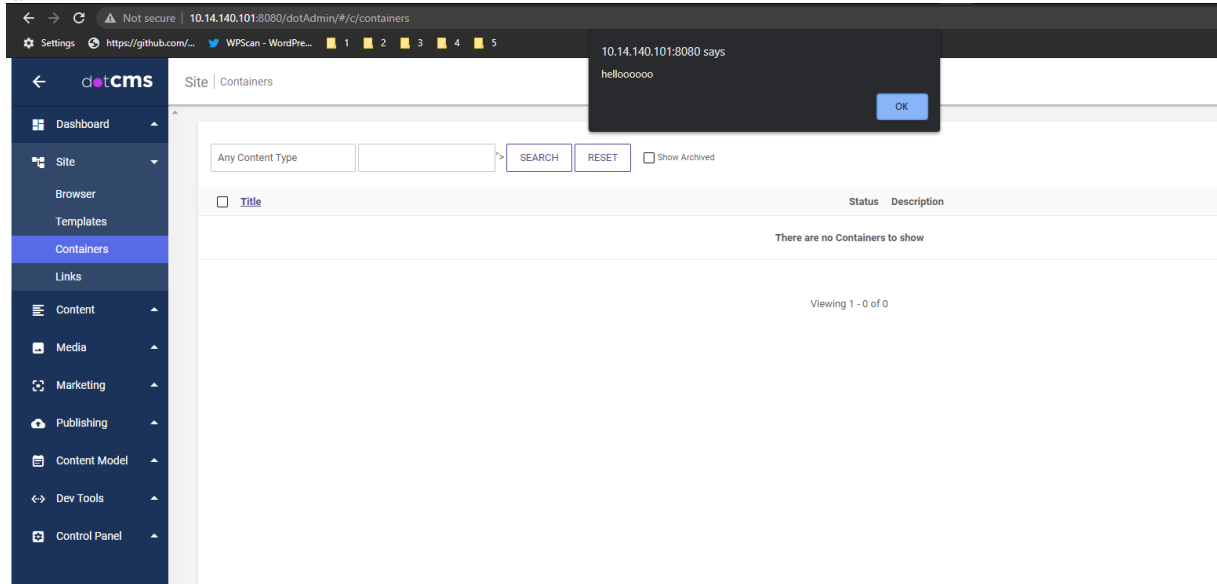 Not secure | 10.14.140.101:8080/dotAdmin/#/c/containers
Settings https://github.com/... WPScan - WordPre... 1 2 3 4 5
10.14.140.101:8080 says
helloooooo
OK
dotcms
Site | Containers
Dashboard
Site
Browser
Templates
Containers
Links
Content
Media
Marketing
Publishing
Content Model
Dev Tools
Control Panel
Any Content Type "> SEARCH RESET Show Archived
Title Status Description
There are no Containers to show
Viewing 1 - 0 of 0